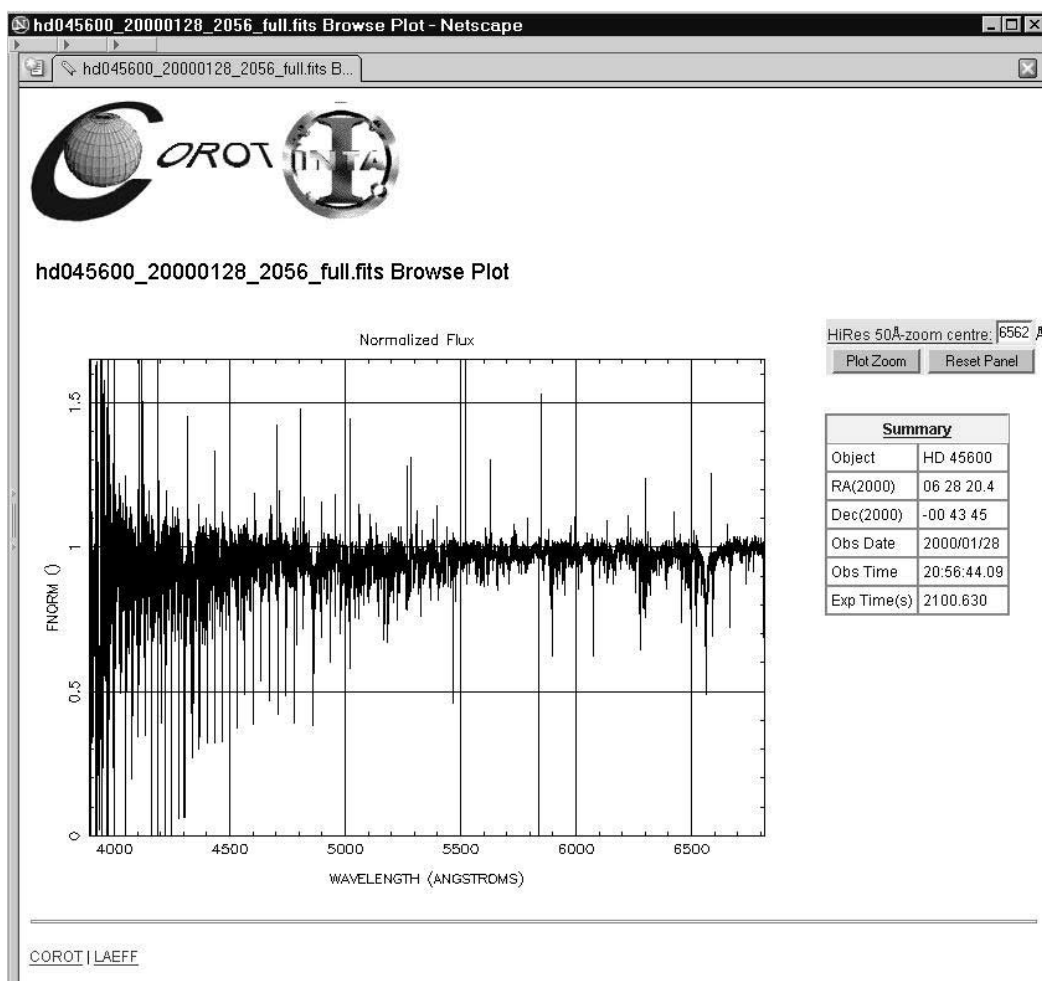 hd045600_20000128_2056_full.fits Browse Plot - Netscape
hd045600_20000128_2056_full.fits B...
COROT INTA
hd045600_20000128_2056_full.fits Browse Plot
HiRes 50Å-zoom centre: 6562 Å
Plot Zoom Reset Panel
Normalized Flux
1.5
1
0.5
0
FNORM ()
4000 4500 5000 5500 6000 6500
WAVELENGTH (ANGSTROMS)
Summary
Object HD 45600
RA(2000) 06 28 20.4
Dec(2000) -00 43 45
Obs Date 2000/01/28
Obs Time 20:56:44.09
Exp Time(s) 2100.630
COROT | LAEFF